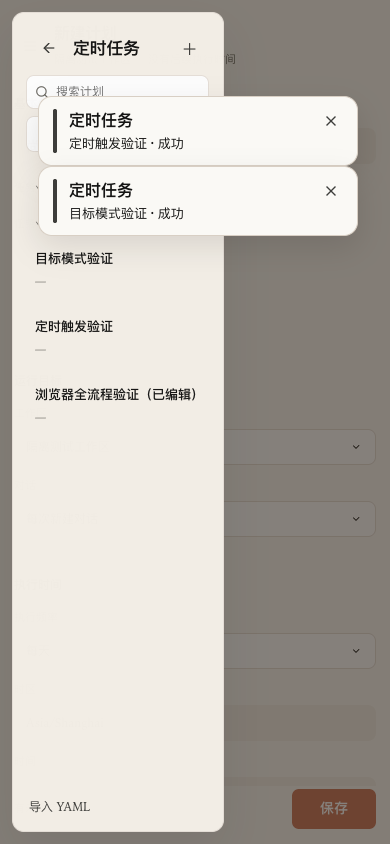 定时任务
间
搜索计划
定时任务
定时触发验证 · 成功
定时任务
目标模式验证 · 成功
目标模式验证
—
定时触发验证
—
浏览器全流程验证（已编辑）
—
导入 YAML
保存